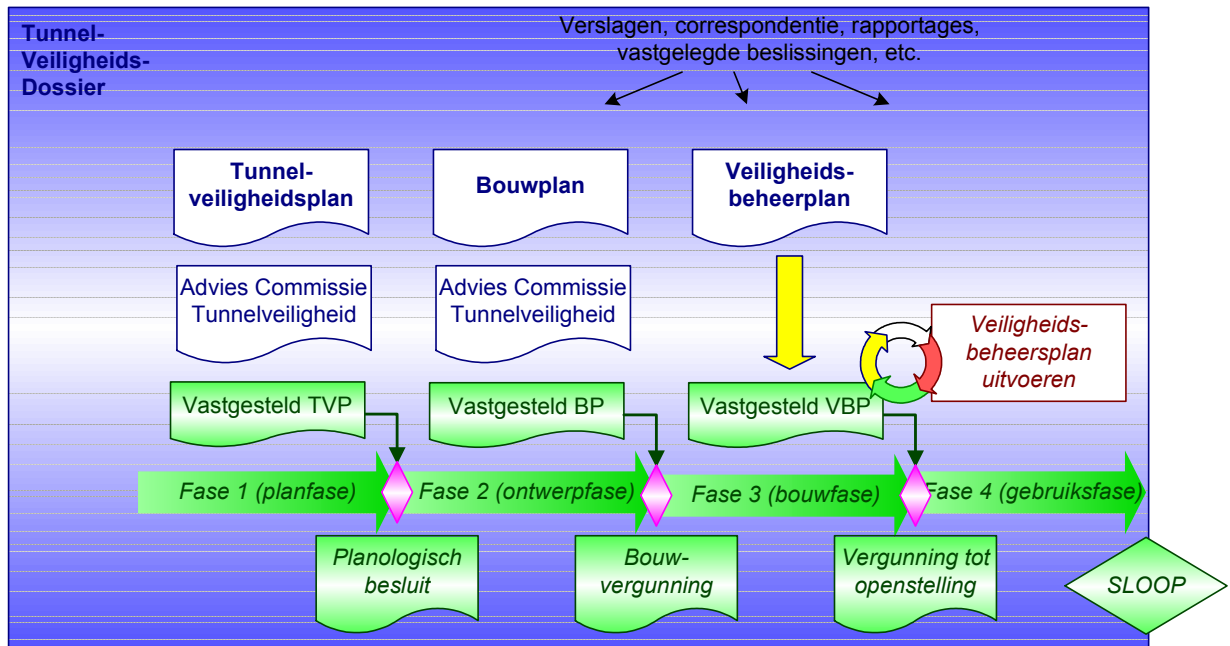 Tunnel-
Veiligheids-
Dossier
Verslagen, correspondentie, rapportages,
vastgelegde beslissingen, etc.
Tunnel-
veiligheidsplan
Bouwplan
Veiligheids-
beheerplan
Advies Commissie
Tunnelveiligheid
Advies Commissie
Tunnelveiligheid
Veiligheids-
beheersplan
uitvoeren
Vastgesteld TVP
Vastgesteld BP
Vastgesteld VBP
Fase 1 (planfase)
Fase 2 (ontwerpfase)
Fase 3 (bouwfase)
Fase 4 (gebruiksfase)
Planologisch
besluit
Bouw-
vergunning
Vergunning tot
openstelling
SLOOP